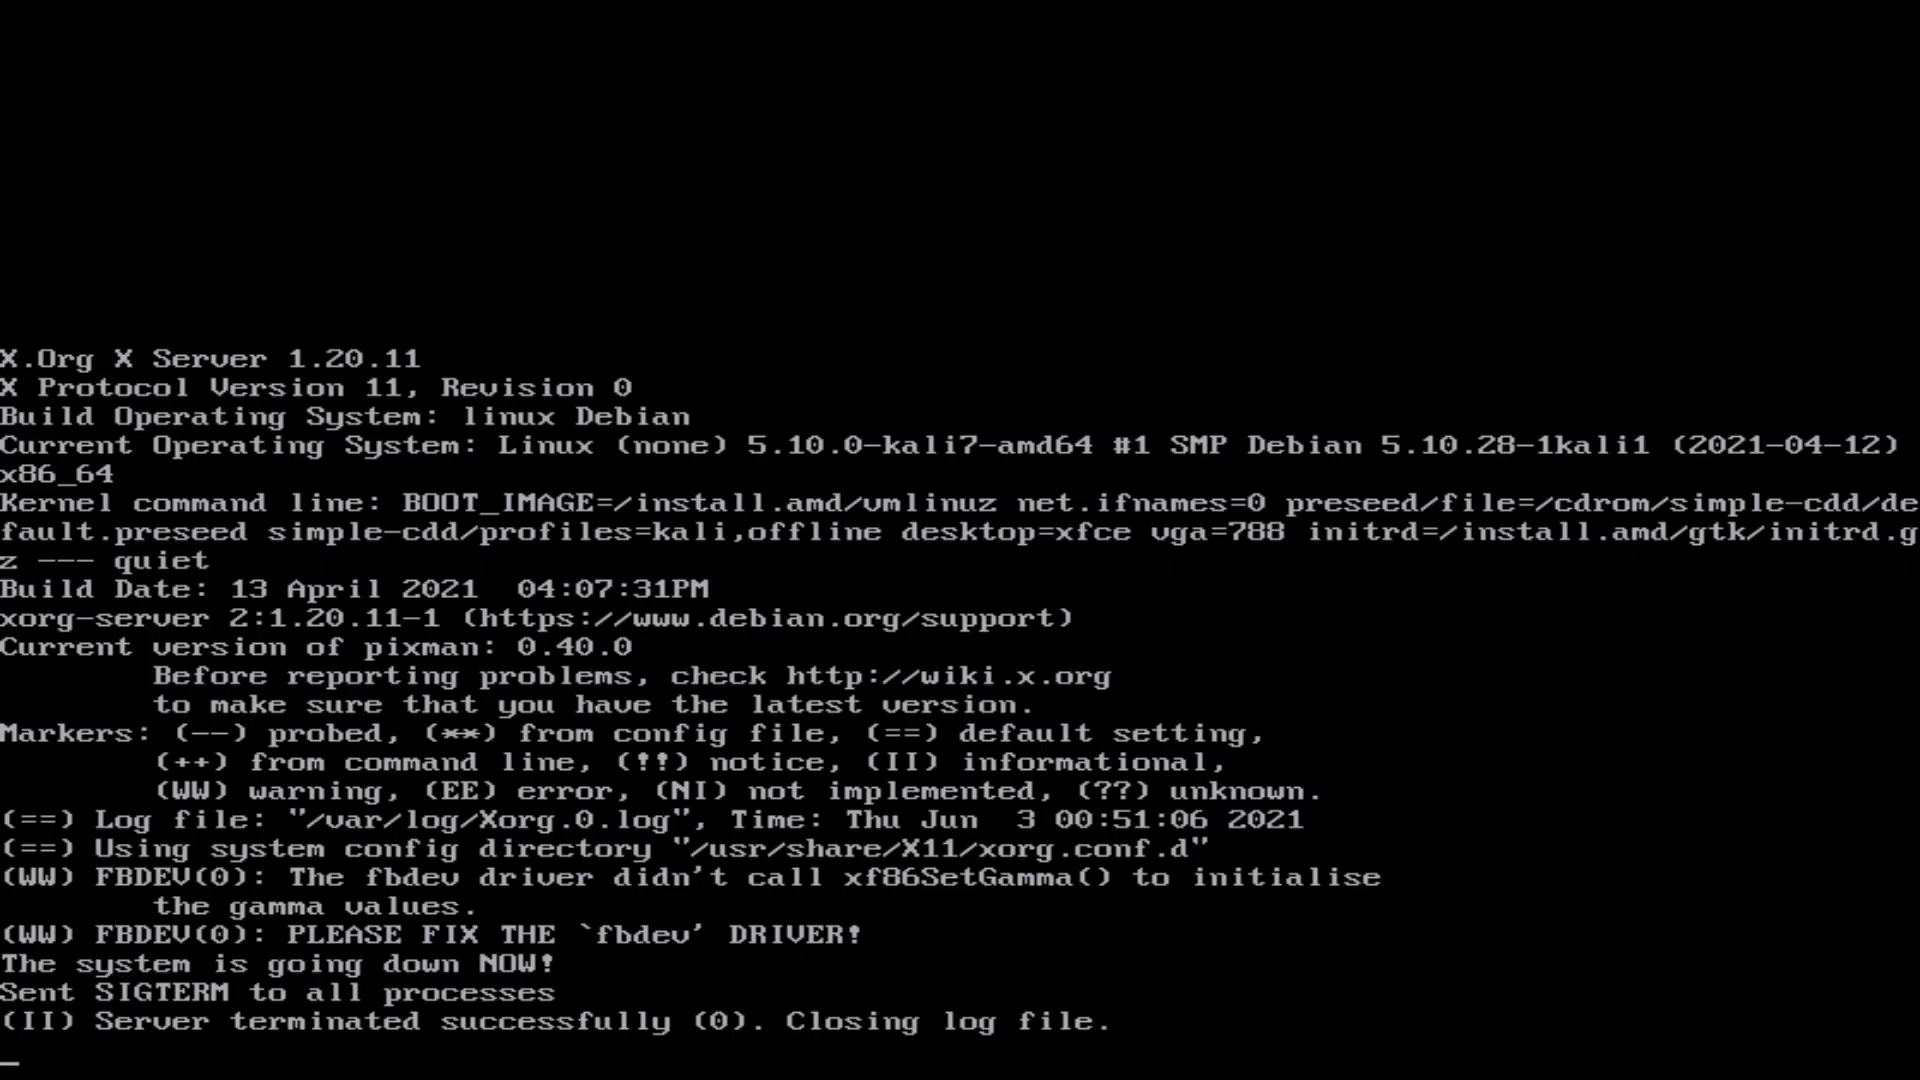 X.Org X Server 1.20.11
X Protocol Version 11, Revision 0
Build Operating System: linux Debian
Current Operating System: Linux (none) 5.10.0-kali7-amd64 #1 SMP Debian 5.10.28-1kali1 (2021-04-12)
x86_64
Kernel command line: BOOT_IMAGE=/install.amd/vmlinuz net.ifnames=0 preseed/file=/cdrom/simple-cdd/de
fault.preseed simple-cdd/profiles=kali,offline desktop=xfce vga=788 initrd=/install.amd/gtk/initrd.g
z --- quiet
Build Date: 13 April 2021  04:07:31PM
xorg-server 2:1.20.11-1 (https://www.debian.org/support)
Current version of pixman: 0.40.0
        Before reporting problems, check http://wiki.x.org
        to make sure that you have the latest version.
Markers: (--) probed, (**) from config file, (==) default setting,
        (++) from command line, (!!) notice, (II) informational,
        (WW) warning, (EE) error, (NI) not implemented, (??) unknown.
(==) Log file: "/var/log/Xorg.0.log", Time: Thu Jun  3 00:51:06 2021
(==) Using system config directory "/usr/share/X11/xorg.conf.d"
(WW) FBDEV(0): The fbdev driver didn't call xf86SetGamma() to initialise
        the gamma values.
(WW) FBDEV(0): PLEASE FIX THE `fbdev' DRIVER!
The system is going down NOW!
Sent SIGTERM to all processes
(II) Server terminated successfully (0). Closing log file.
_